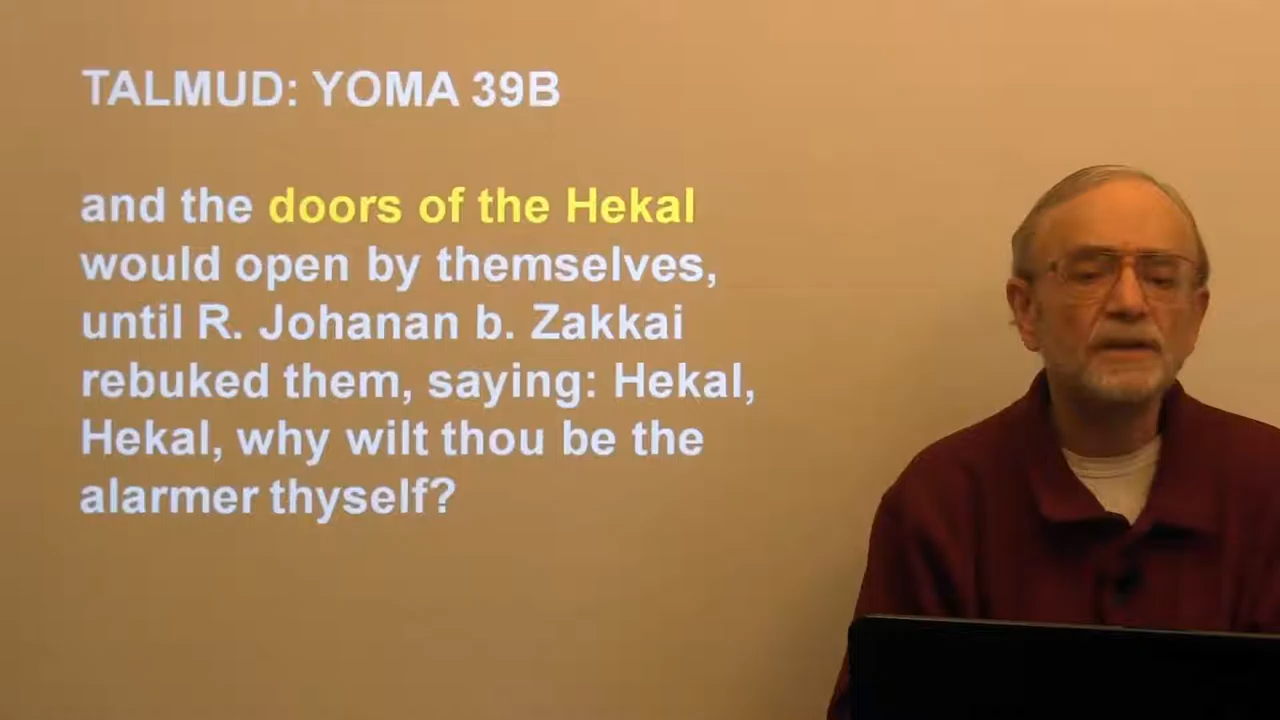 TALMUD: YOMA 39B
and the doors of the Hekal
would open by themselves,
until R. Johanan b. Zakkai
rebuked them, saying: Hekal,
Hekal, why wilt thou be the
alarmer thyself?